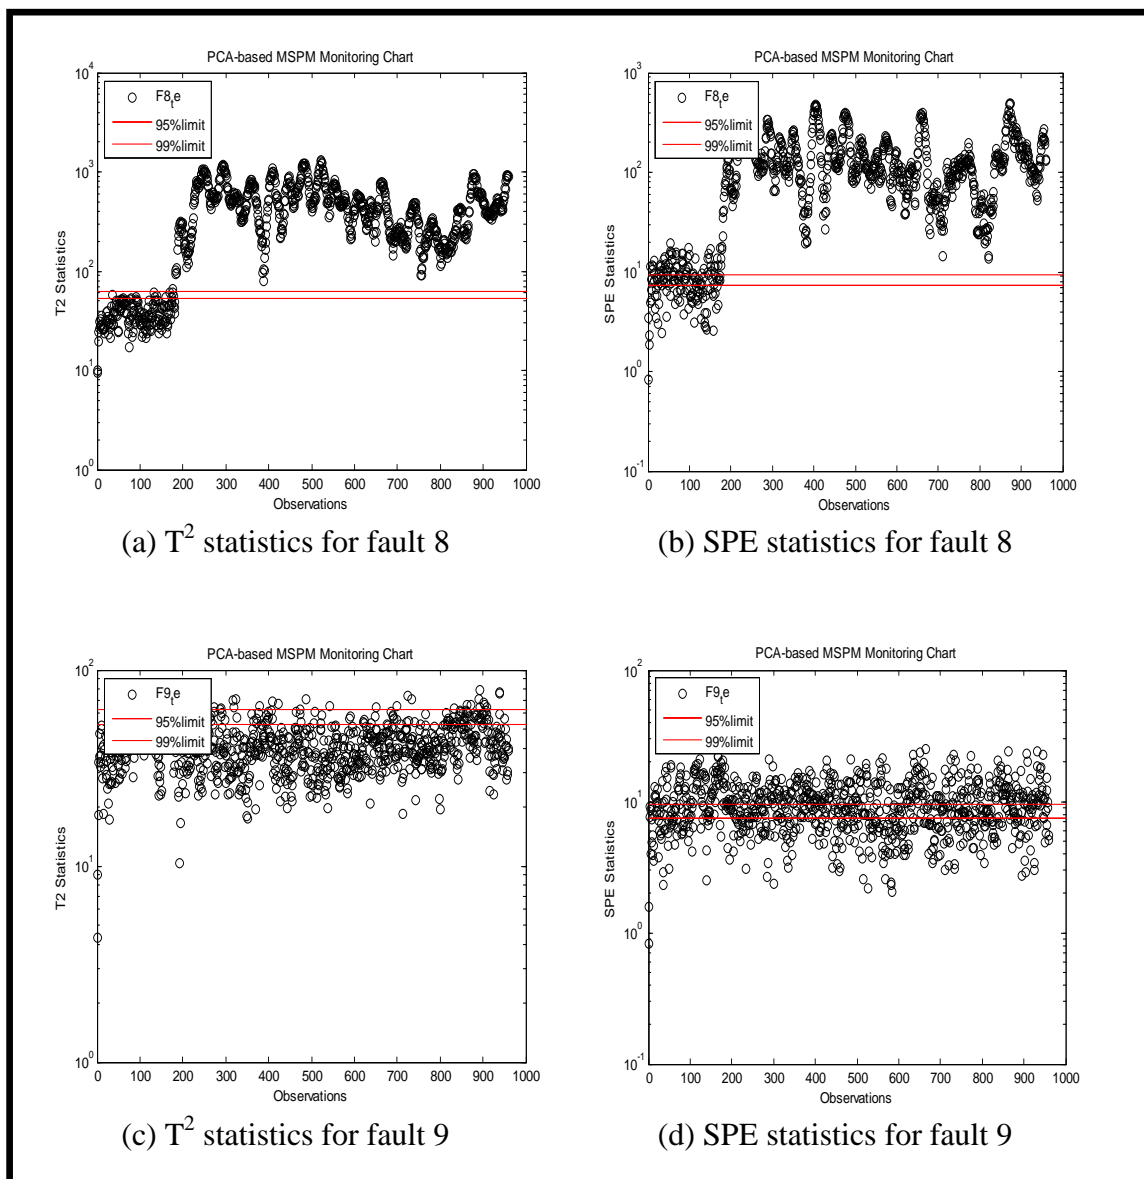 PCA-based MSPM Monitoring Chart
T2 Statistics
10^4
10^3
10^2
10^1
10^0
F8_te
95%limit
99%limit
0 100 200 300 400 500 600 700 800 900 1000
Observations
(a) T^2 statistics for fault 8
PCA-based MSPM Monitoring Chart
SPE Statistics
10^3
10^2
10^1
10^0
10^-1
F8_te
95%limit
99%limit
0 100 200 300 400 500 600 700 800 900 1000
Observations
(b) SPE statistics for fault 8
PCA-based MSPM Monitoring Chart
T2 Statistics
10^2
10^1
10^0
F9_te
95%limit
99%limit
0 100 200 300 400 500 600 700 800 900 1000
Observations
(c) T^2 statistics for fault 9
PCA-based MSPM Monitoring Chart
SPE Statistics
10^2
10^1
10^0
10^-1
F9_te
95%limit
99%limit
0 100 200 300 400 500 600 700 800 900 1000
Observations
(d) SPE statistics for fault 9